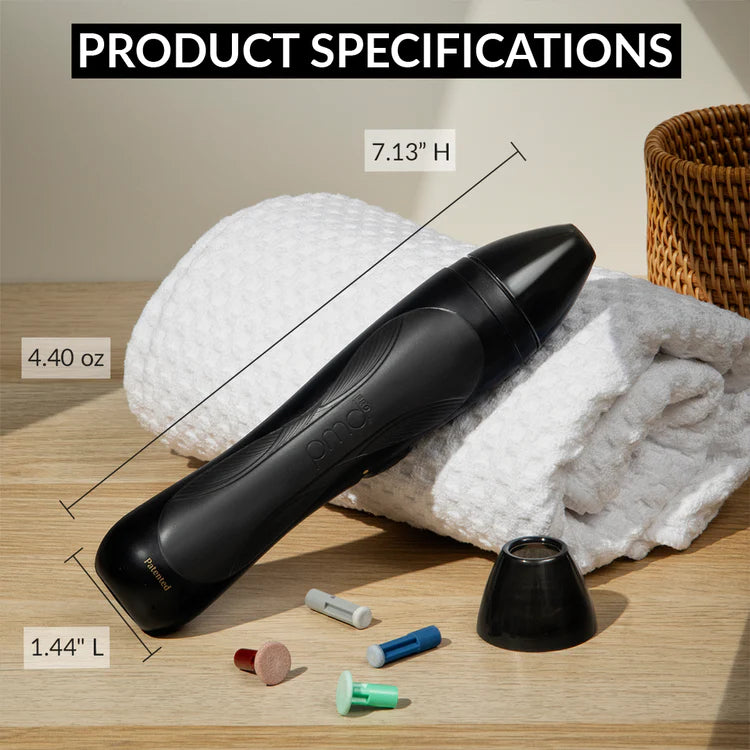 PRODUCT SPECIFICATIONS
7.13” H
4.40 oz
pmd
Patented
1.44" L